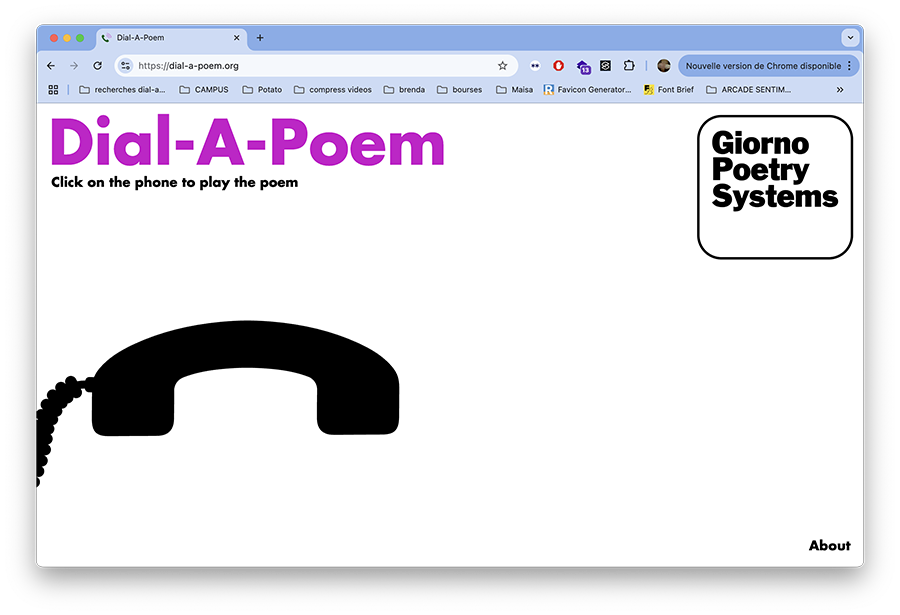 Dial-A-Poem
https://dial-a-poem.org
13
Nouvelle version de Chrome disponible
recherches dial-a... CAMPUS Potato compress videos brenda bourses Maisa Favicon Generator... Font Brief ARCADE SENTIM...
Dial-A-Poem
Click on the phone to play the poem
Giorno
Poetry
Systems
About